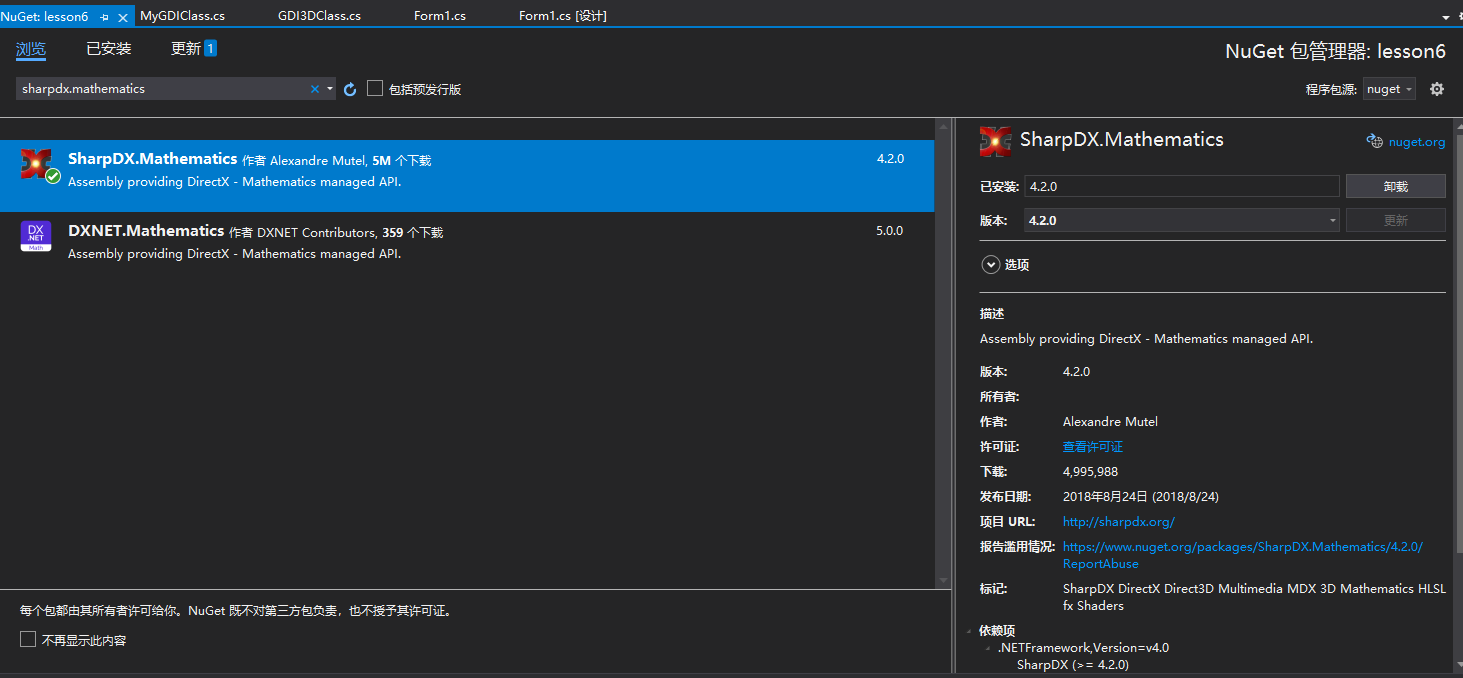 NuGet: lesson6
MyGDIClass.cs
GDI3DClass.cs
Form1.cs
Form1.cs [设计]
浏览
已安装
更新 1
NuGet 包管理器: lesson6
sharpdx.mathematics
包括预发行版
程序包源: nuget
SharpDX.Mathematics 作者 Alexandre Mutel, 5M 个下载
4.2.0
Assembly providing DirectX - Mathematics managed API.
DX
.NET
Math
DXNET.Mathematics 作者 DXNET Contributors, 359 个下载
5.0.0
Assembly providing DirectX - Mathematics managed API.
每个包都由其所有者许可给你。NuGet 既不对第三方包负责，也不授予其许可证。
不再显示此内容
SharpDX.Mathematics
nuget.org
已安装: 4.2.0
卸载
版本: 4.2.0
更新
选项
描述
Assembly providing DirectX - Mathematics managed API.
版本: 4.2.0
所有者:
作者: Alexandre Mutel
许可证: 查看许可证
下载: 4,995,988
发布日期: 2018年8月24日 (2018/8/24)
项目 URL: http://sharpdx.org/
报告滥用情况: https://www.nuget.org/packages/SharpDX.Mathematics/4.2.0/
ReportAbuse
标记: SharpDX DirectX Direct3D Multimedia MDX 3D Mathematics HLSL
fx Shaders
依赖项
.NETFramework,Version=v4.0
SharpDX (>= 4.2.0)